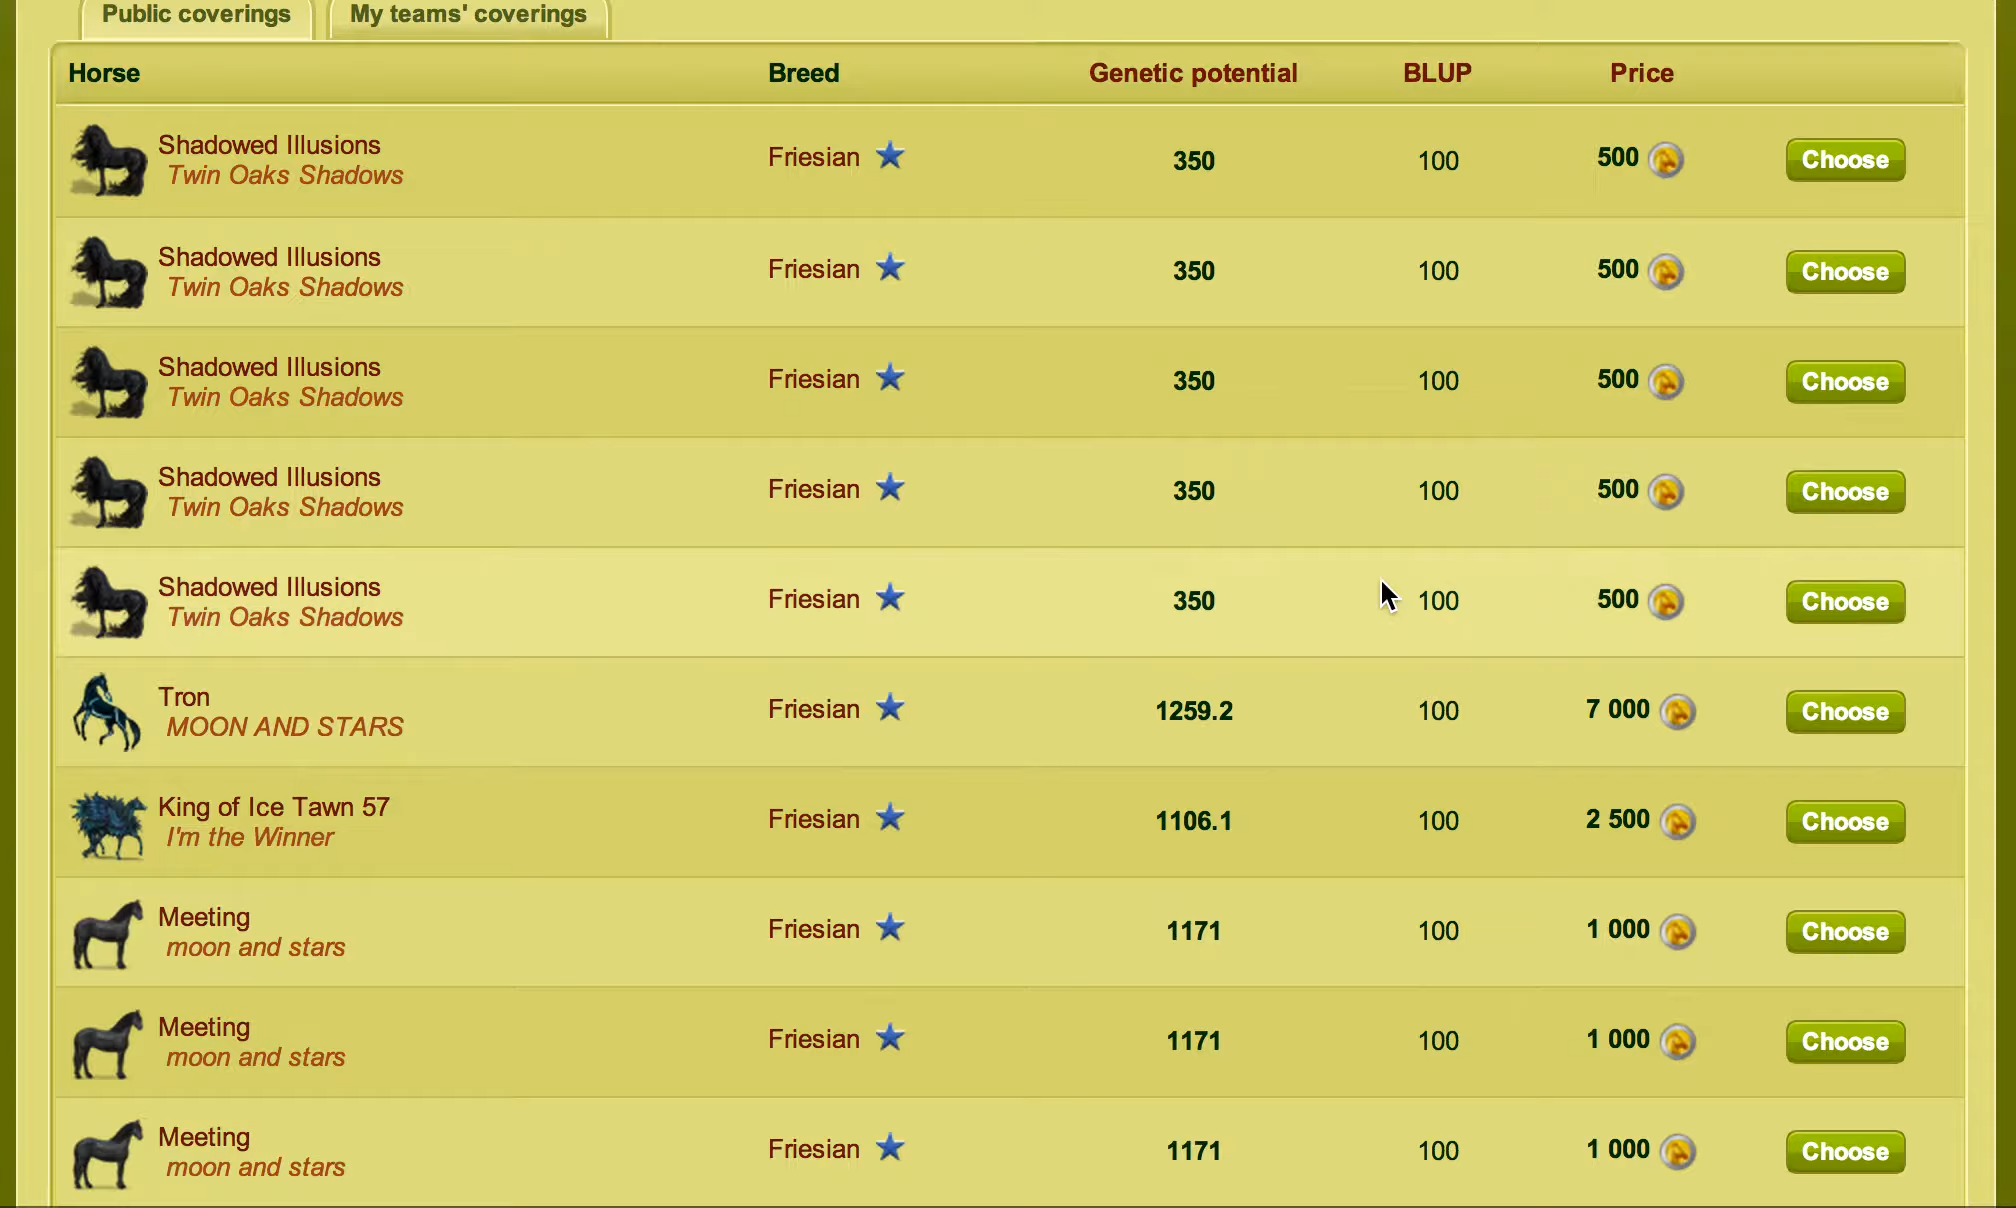 Public coverings My teams' coverings
Horse Breed Genetic potential BLUP Price
Shadowed Illusions
Twin Oaks Shadows
Friesian 350 100 500 Choose
Shadowed Illusions
Twin Oaks Shadows
Friesian 350 100 500 Choose
Shadowed Illusions
Twin Oaks Shadows
Friesian 350 100 500 Choose
Shadowed Illusions
Twin Oaks Shadows
Friesian 350 100 500 Choose
Shadowed Illusions
Twin Oaks Shadows
Friesian 350 100 500 Choose
Tron
MOON AND STARS
Friesian 1259.2 100 7 000 Choose
King of Ice Tawn 57
I'm the Winner
Friesian 1106.1 100 2 500 Choose
Meeting
moon and stars
Friesian 1171 100 1 000 Choose
Meeting
moon and stars
Friesian 1171 100 1 000 Choose
Meeting
moon and stars
Friesian 1171 100 1 000 Choose